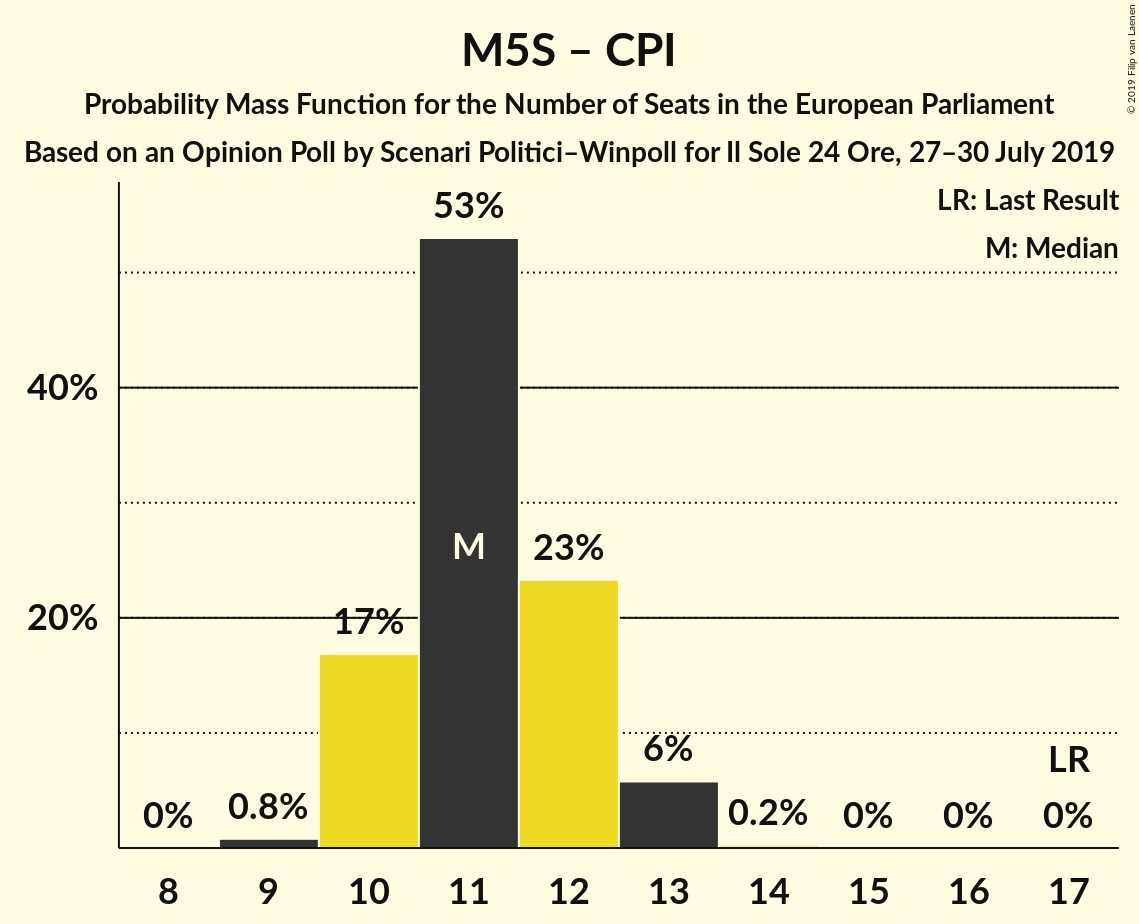 M5S – CPI
Probability Mass Function for the Number of Seats in the European Parliament
Based on an Opinion Poll by Scenari Politici–Winpoll for Il Sole 24 Ore, 27–30 July 2019
© 2019 Filip van Laenen
LR: Last Result
M: Median
53%
40%
M
23%
20%
17%
6%
LR
0%
0.8%
0.2%
0%
0%
0%
8 9 10 11 12 13 14 15 16 17